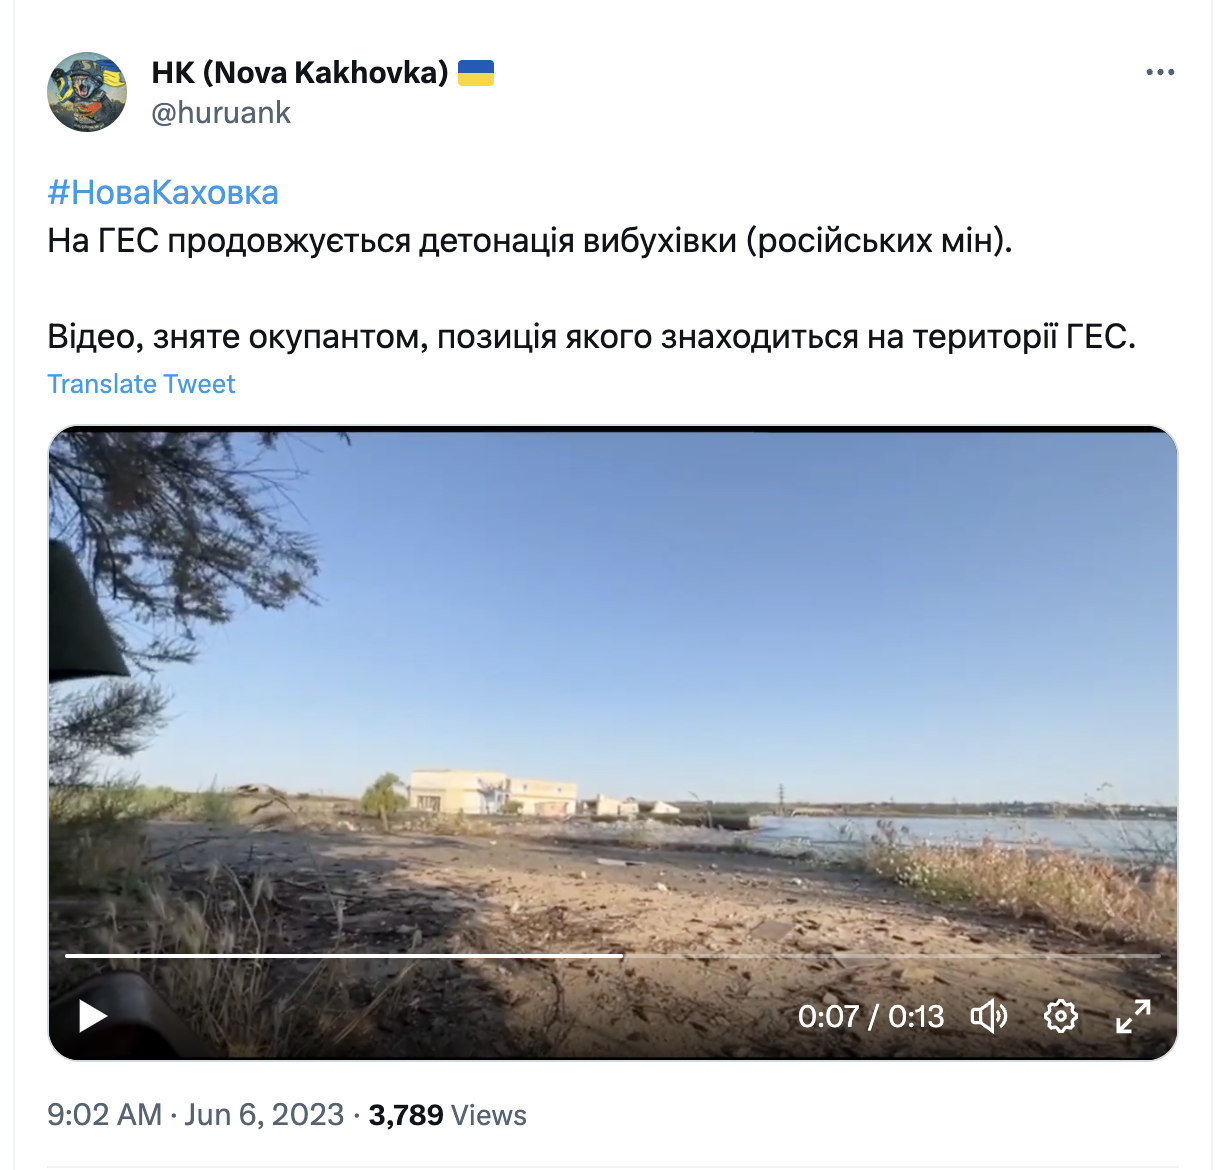 НК (Nova Kakhovka)
@huruank
#НоваКаховка
На ГЕС продовжується детонація вибухівки (російських мін).
Відео, зняте окупантом, позиція якого знаходиться на території ГЕС.
Translate Tweet
0:07 / 0:13
9:02 AM · Jun 6, 2023 · 3,789 Views